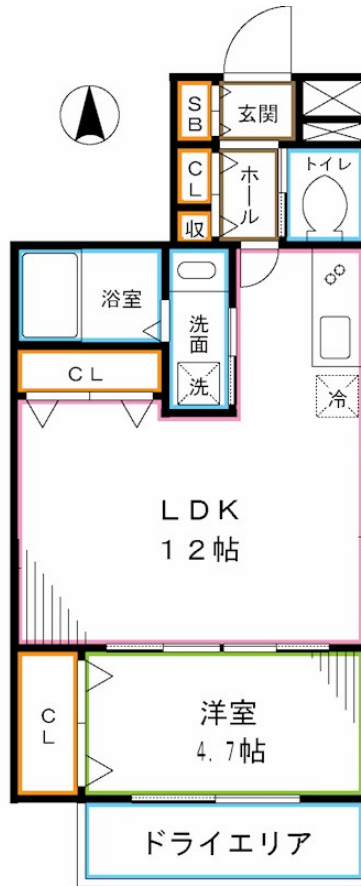 SB
玄関
CL
ホール
トイレ
収
浴室
洗面
洗
CL
冷
LDK
12帖
CL
洋室
4.7帖
ドライエリア